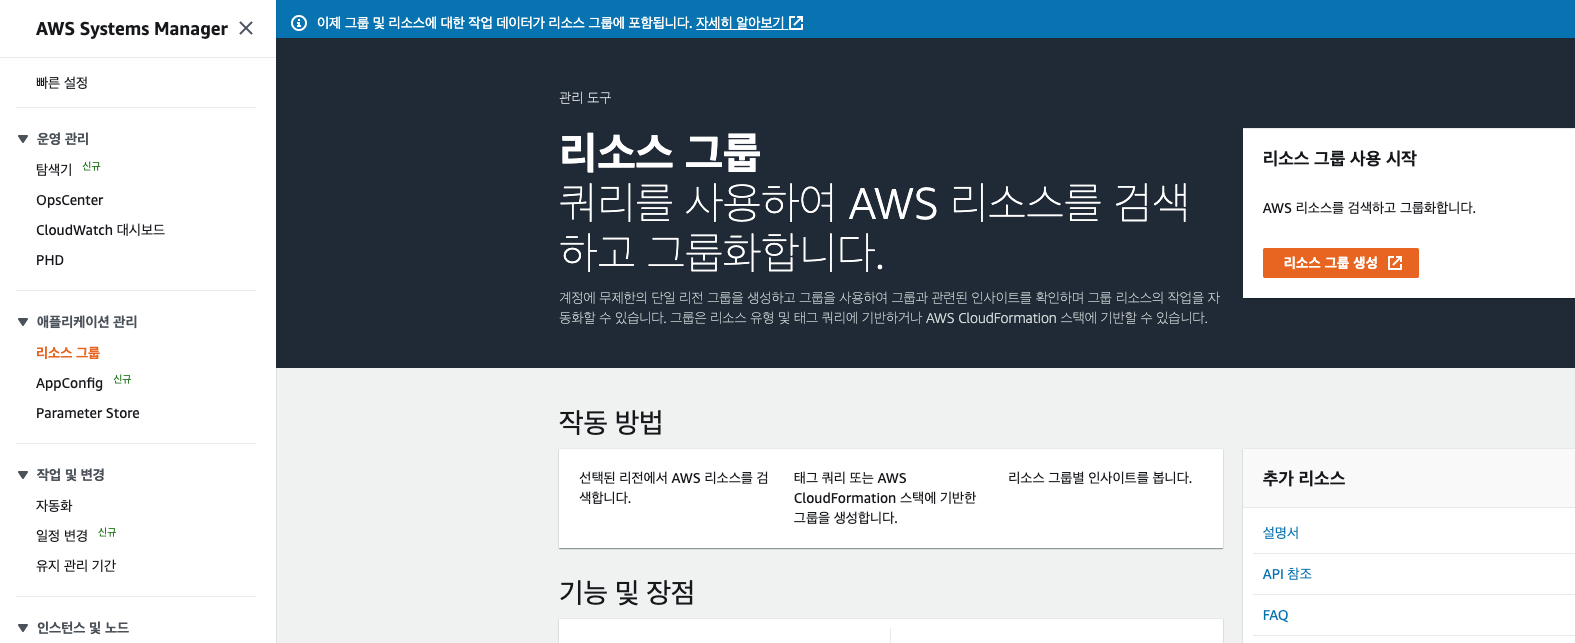 AWS Systems Manager
빠른 설정
운영 관리
탐색기 신규
OpsCenter
CloudWatch 대시보드
PHD
애플리케이션 관리
리소스 그룹
AppConfig 신규
Parameter Store
작업 및 변경
자동화
일정 변경 신규
유지 관리 기간
인스턴스 및 노드
이제 그룹 및 리소스에 대한 작업 데이터가 리소스 그룹에 포함됩니다. 자세히 알아보기
관리 도구
리소스 그룹
쿼리를 사용하여 AWS 리소스를 검색
하고 그룹화합니다.
계정에 무제한의 단일 리전 그룹을 생성하고 그룹을 사용하여 그룹과 관련된 인사이트를 확인하며 그룹 리소스의 작업을 자
동화할 수 있습니다. 그룹은 리소스 유형 및 태그 쿼리에 기반하거나 AWS CloudFormation 스택에 기반할 수 있습니다.
리소스 그룹 사용 시작
AWS 리소스를 검색하고 그룹화합니다.
리소스 그룹 생성
작동 방법
선택된 리전에서 AWS 리소스를 검
색합니다.
태그 쿼리 또는 AWS
CloudFormation 스택에 기반한
그룹을 생성합니다.
리소스 그룹별 인사이트를 봅니다.
기능 및 장점
추가 리소스
설명서
API 참조
FAQ